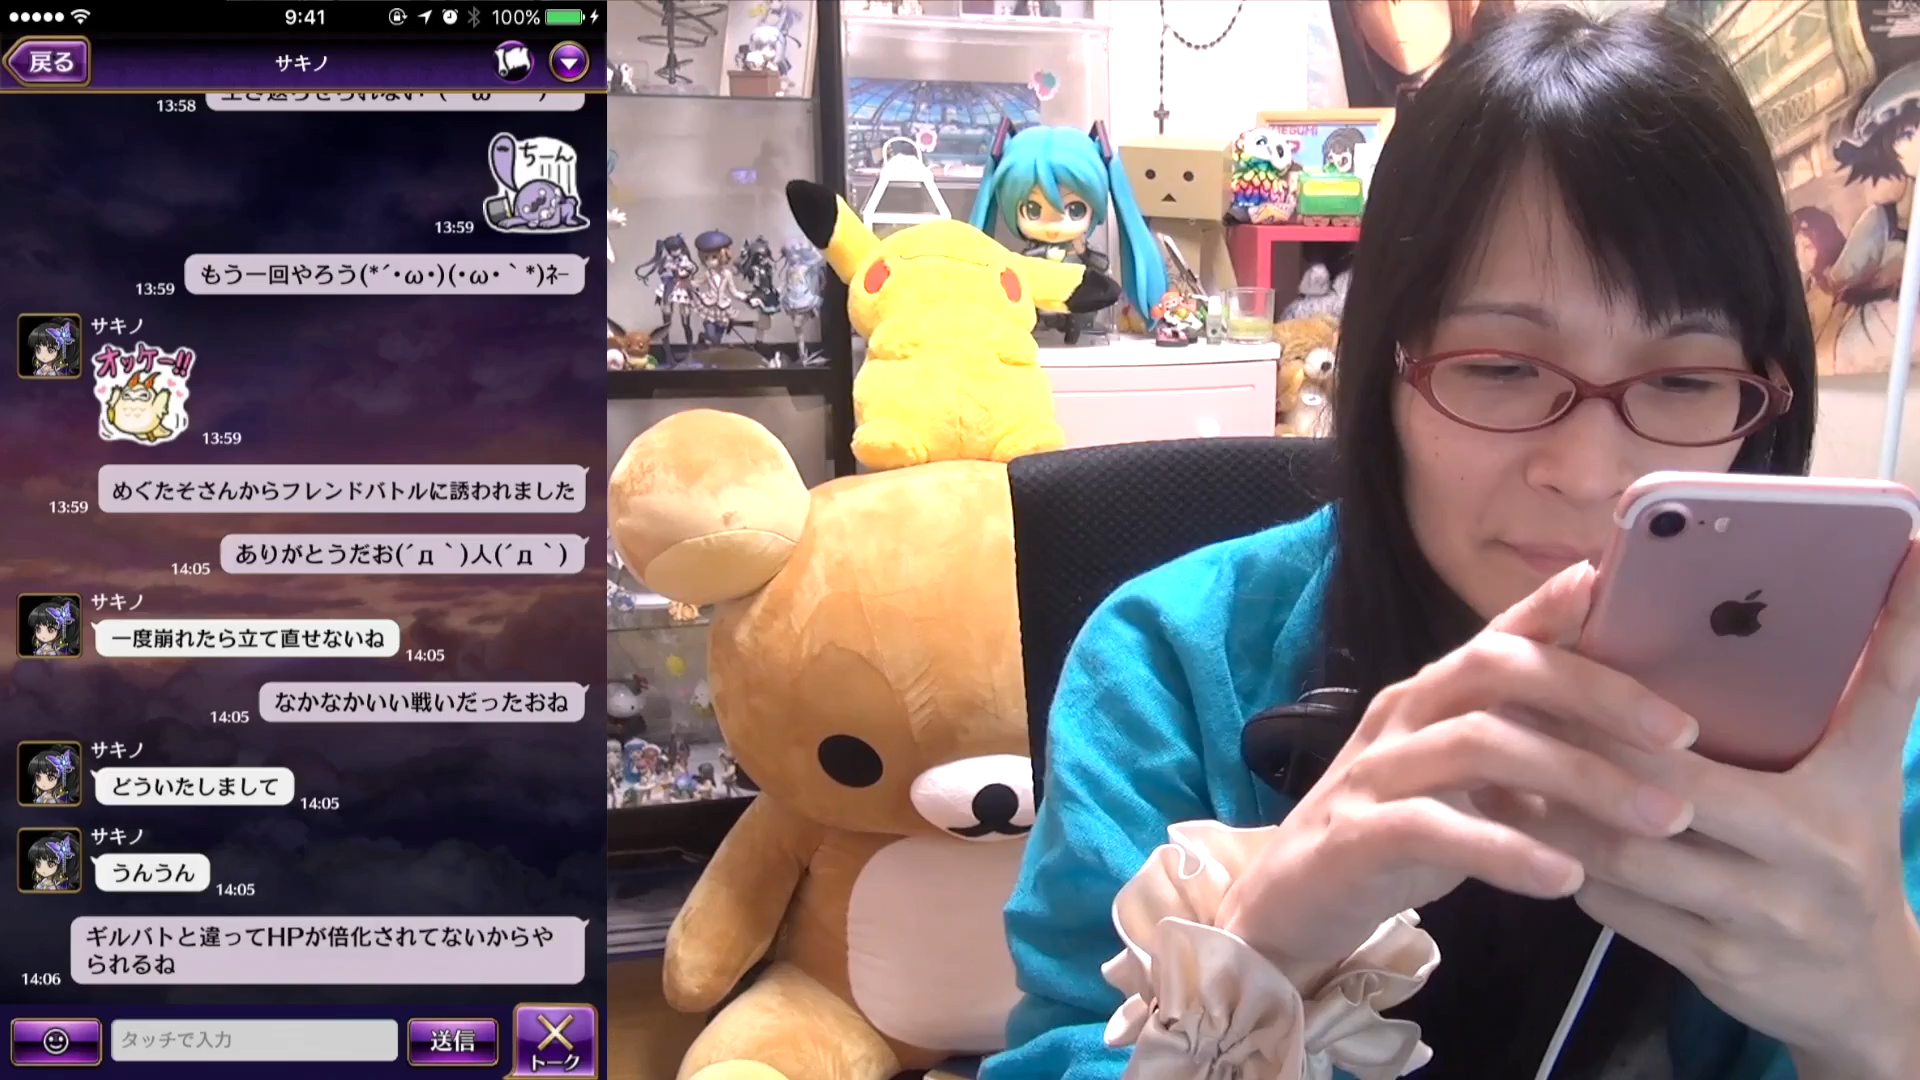 9:41
100%
戻る
サキノ
13:58
ちーん
13:59
もう一回やろう(*´・ω・)(・ω・｀*)ﾈｰ
13:59
サキノ
オッケー!!
13:59
めぐたそさんからフレンドバトルに誘われました
13:59
ありがとうだお(´д｀)人(´д｀)
14:05
サキノ
一度崩れたら立て直せないね
14:05
なかなかいい戦いだったおね
14:05
サキノ
どういたしまして
14:05
サキノ
うんうん
14:05
ギルバトと違ってHPが倍化されてないからや
られるね
14:06
タッチで入力
送信
トーク
MEGUMI